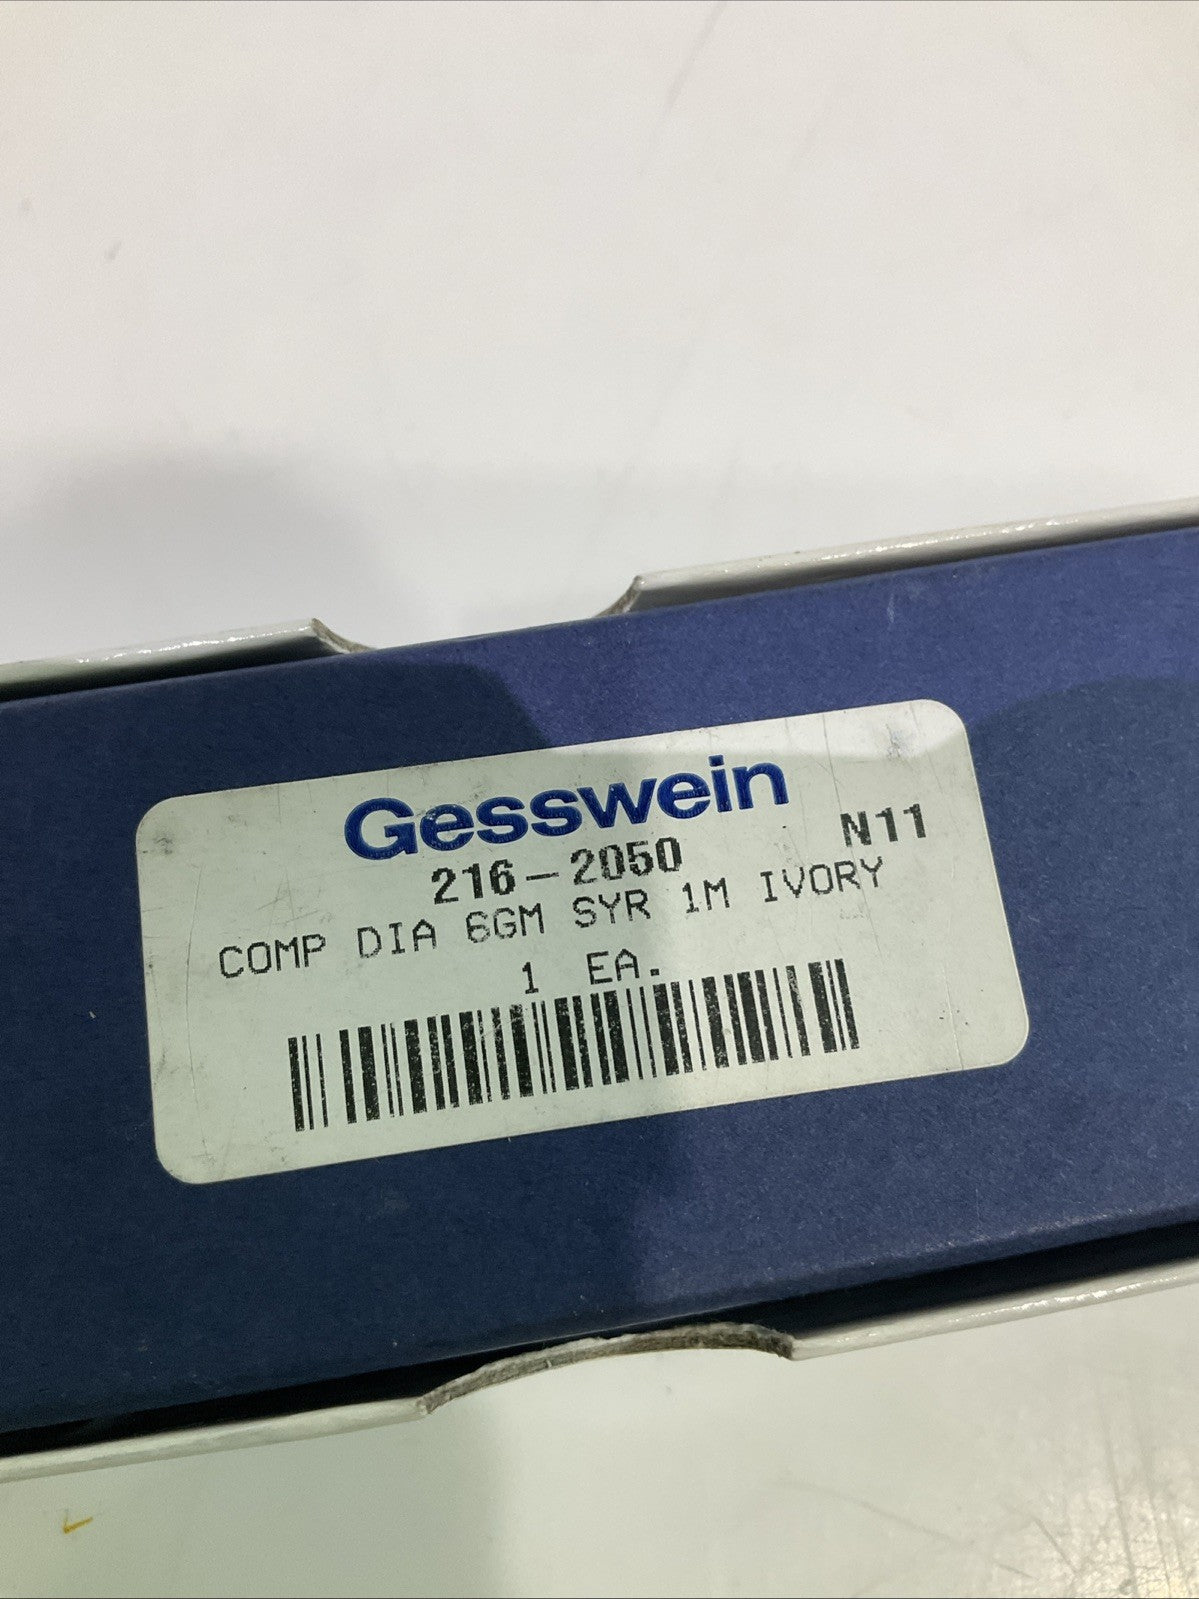 Gesswein
216-2050 N11
COMP DIA 6GM SYR 1M IVORY
1 EA.